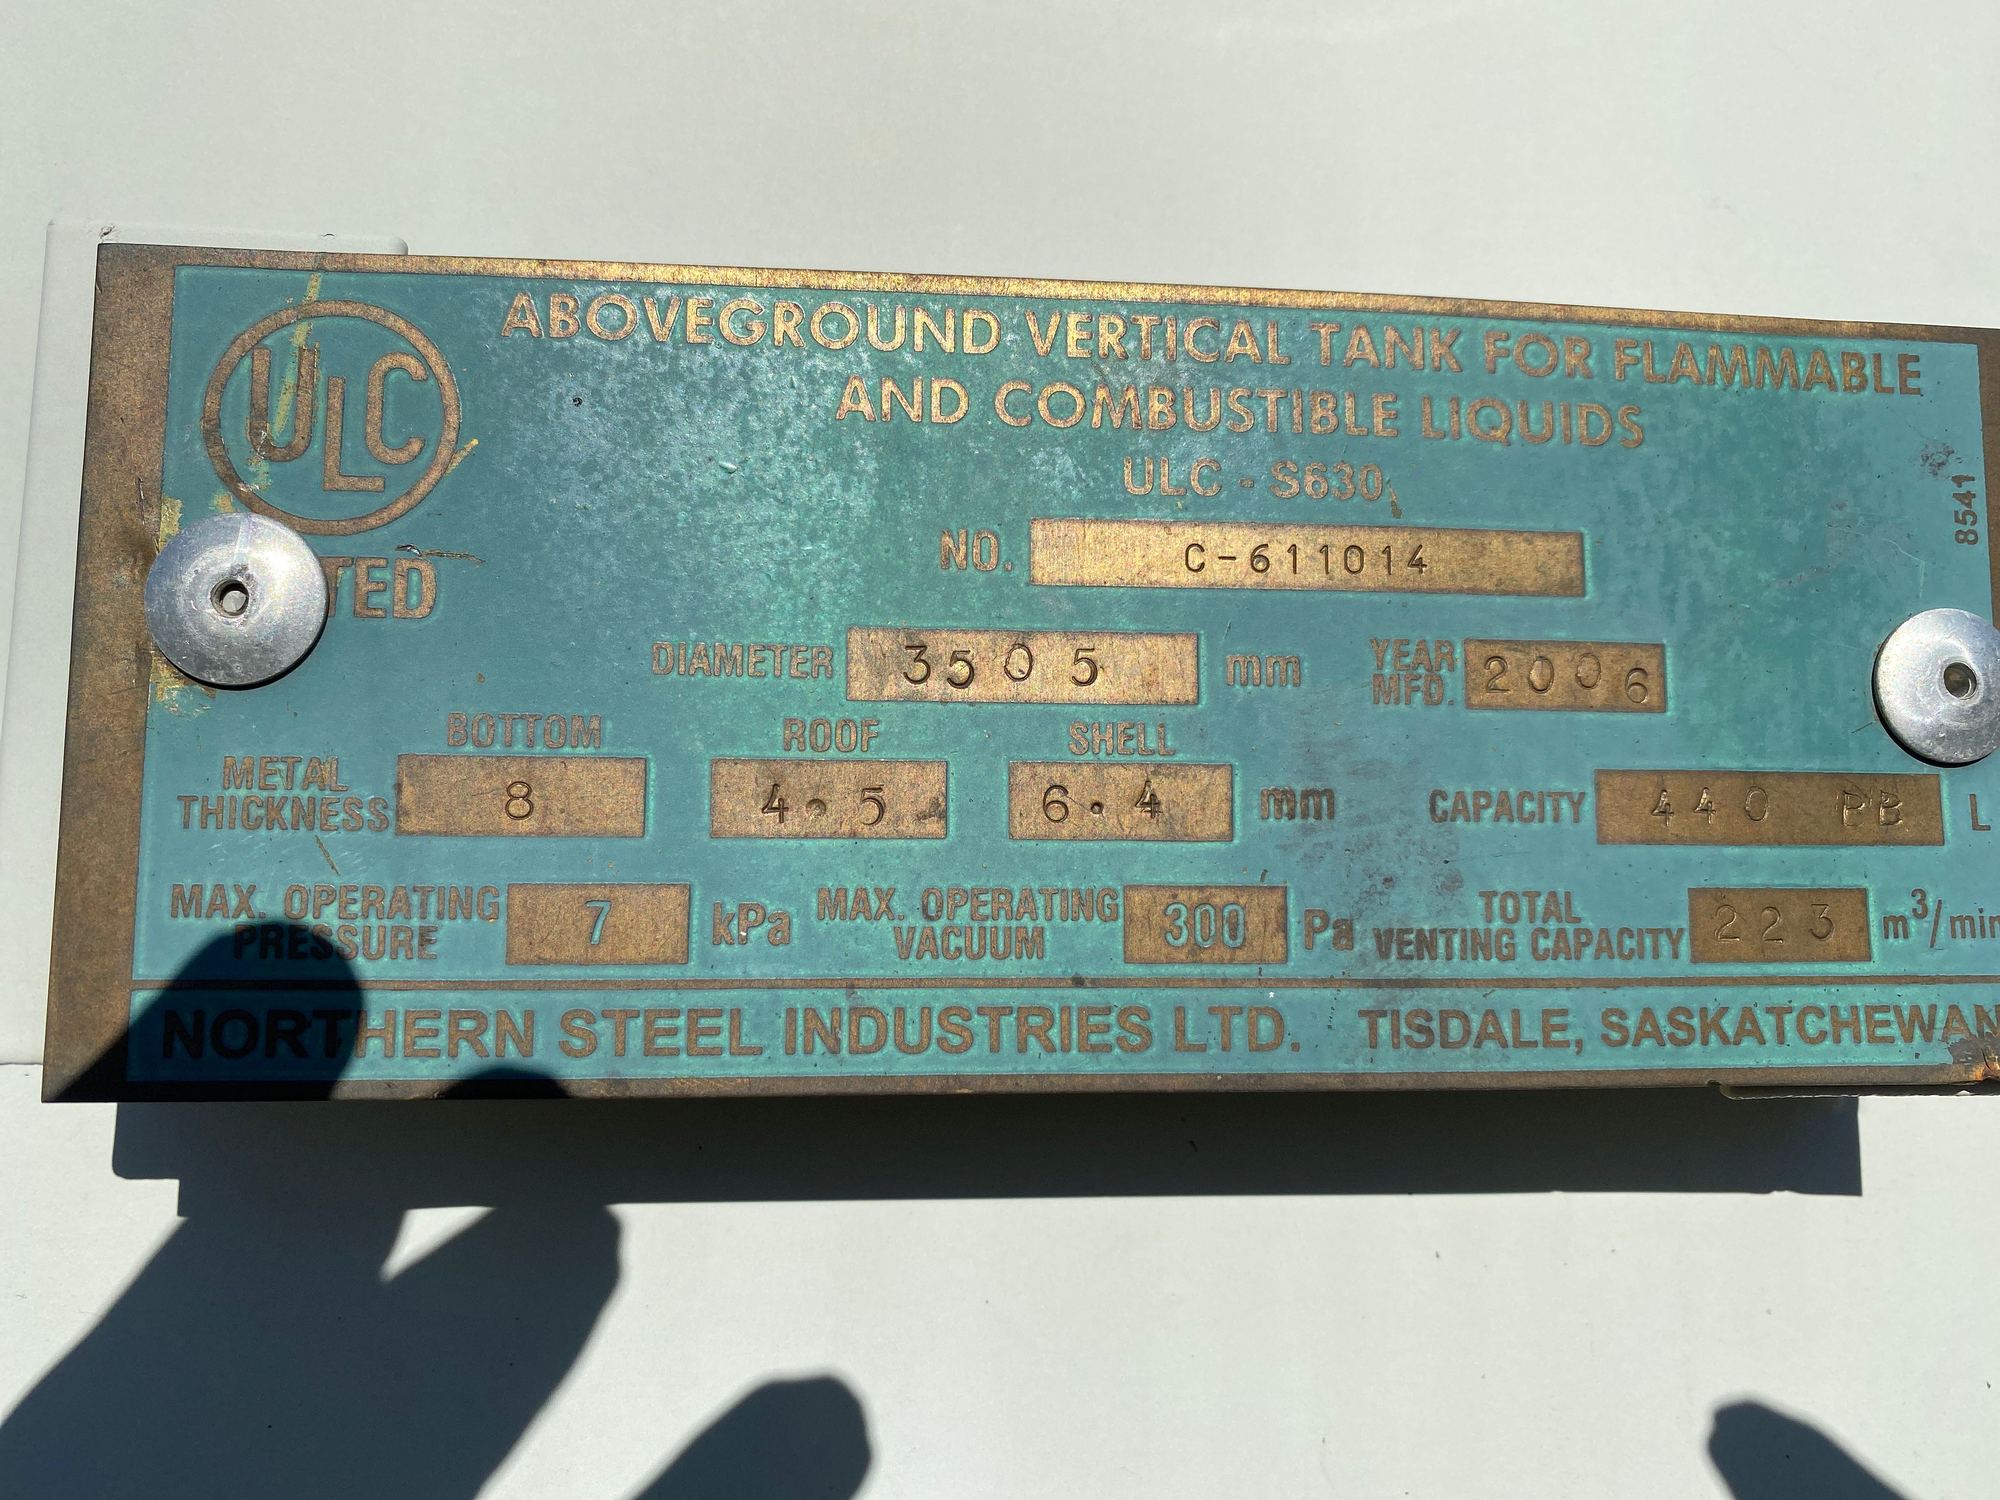 ULC
TED
ABOVEGROUND VERTICAL TANK FOR FLAMMABLE
AND COMBUSTIBLE LIQUIDS
ULC - S630
8541
NO. C-611014
DIAMETER 3505 mm YEAR MFD. 2006
BOTTOM ROOF SHELL
METAL THICKNESS 8 4.5 6.4 mm CAPACITY 440 BB L
MAX. OPERATING PRESSURE 7 kPa MAX. OPERATING VACUUM 300 Pa TOTAL VENTING CAPACITY 223 m³/min
NORTHERN STEEL INDUSTRIES LTD. TISDALE, SASKATCHEWAN